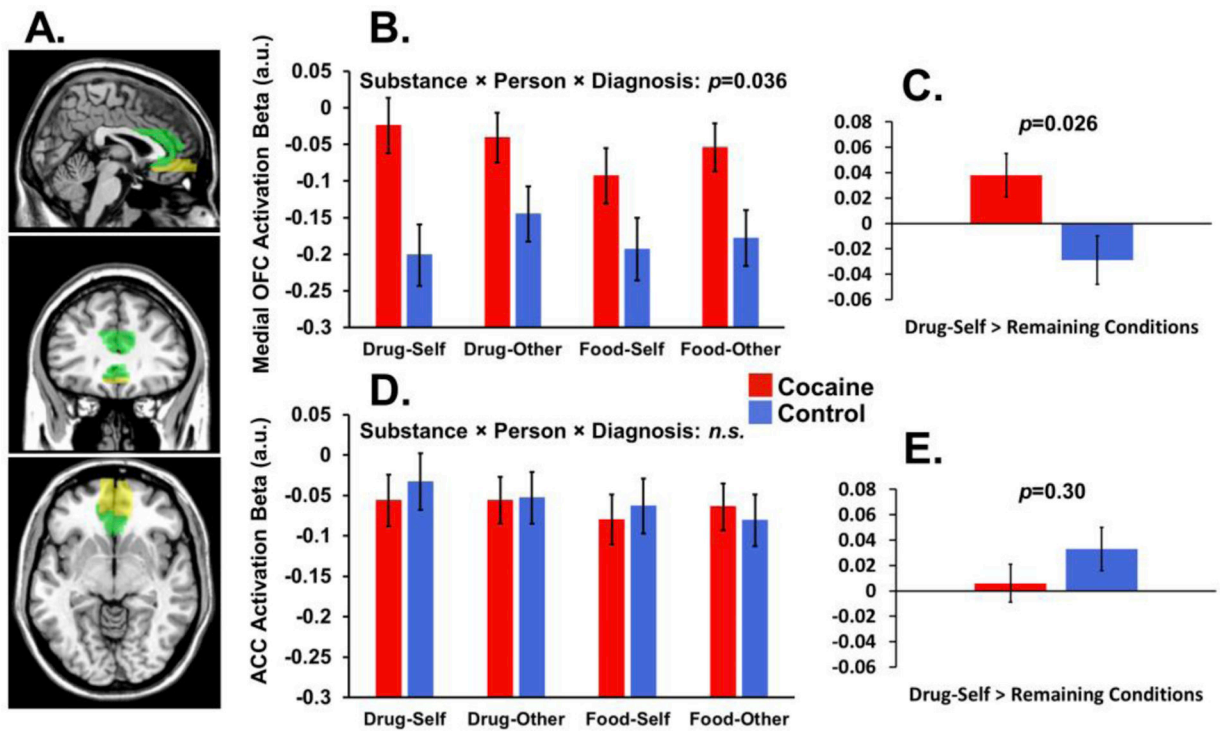 A.
B.
Medial OFC Activation Beta (a.u.)
Substance × Person × Diagnosis: p=0.036
0.05
0
-0.05
-0.1
-0.15
-0.2
-0.25
-0.3
Drug-Self Drug-Other Food-Self Food-Other
C.
p=0.026
0.08
0.06
0.04
0.02
0
-0.02
-0.04
-0.06
Drug-Self > Remaining Conditions
Cocaine
Control
D.
ACC Activation Beta (a.u.)
Substance × Person × Diagnosis: n.s.
0.05
0
-0.05
-0.1
-0.15
-0.2
-0.25
-0.3
Drug-Self Drug-Other Food-Self Food-Other
E.
p=0.30
0.08
0.06
0.04
0.02
0
-0.02
-0.04
-0.06
Drug-Self > Remaining Conditions